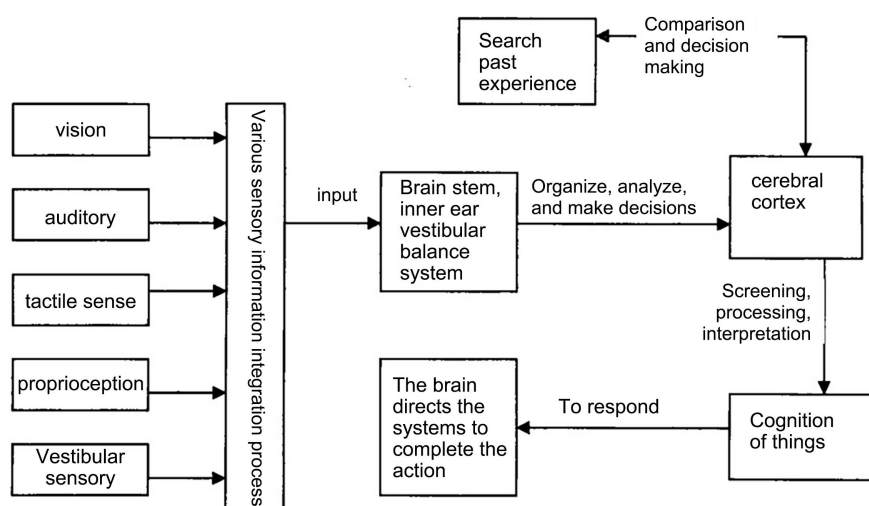 Search
past
experience
Comparison
and decision
making
vision
auditory
tactile sense
proprioception
Vestibular
sensory
Various sensory information integration process
input
Brain stem,
inner ear
vestibular
balance
system
Organize, analyze,
and make decisions
cerebral
cortex
Screening,
processing,
interpretation
The brain
directs the
systems to
complete the
action
To respond
Cognition
of things